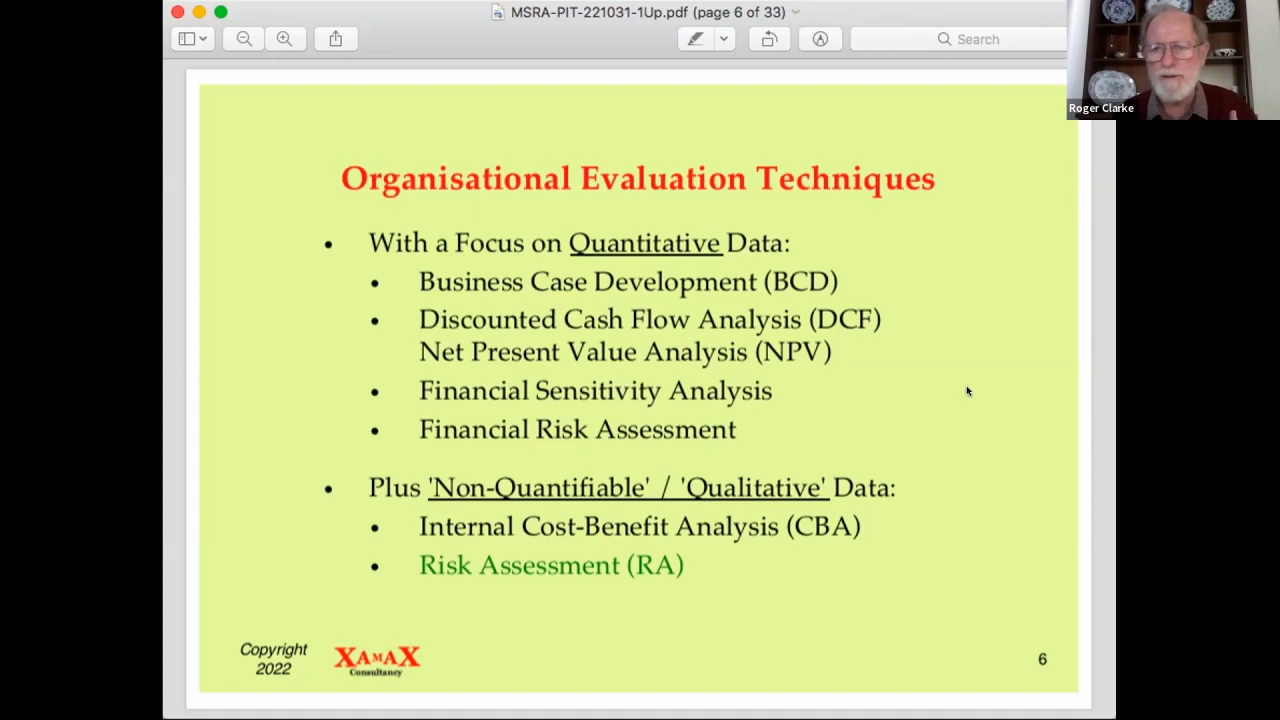 MSRA-PIT-221031-1Up.pdf (page 6 of 33)
Search
Roger Clarke
Organisational Evaluation Techniques
• With a Focus on Quantitative Data:
• Business Case Development (BCD)
• Discounted Cash Flow Analysis (DCF)
Net Present Value Analysis (NPV)
• Financial Sensitivity Analysis
• Financial Risk Assessment
• Plus 'Non-Quantifiable' / 'Qualitative' Data:
• Internal Cost-Benefit Analysis (CBA)
• Risk Assessment (RA)
Copyright
2022
XAMAX
Consultancy
6